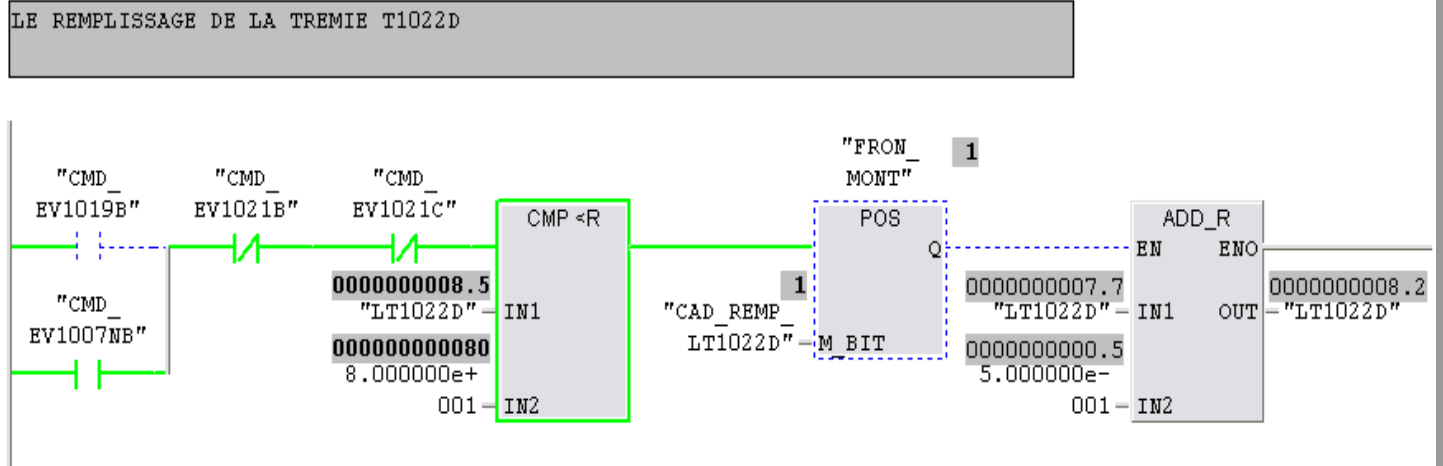 LE REMPLISSAGE DE LA TREMIE T1022D
"FRON_
MONT"
1
"CMD_
EV1019B"
"CMD_
EV1021B"
"CMD_
EV1021C"
CMP <R
POS
ADD_R
Q
EN
ENO
0000000008.5
"LT1022D"
IN1
1
"CAD_REMP_
LT1022D"
M_BIT
0000000007.7
"LT1022D"
IN1
OUT
0000000008.2
"LT1022D"
"CMD_
EV1007NB"
000000000080
8.000000e+
001
IN2
0000000000.5
5.000000e-
001
IN2